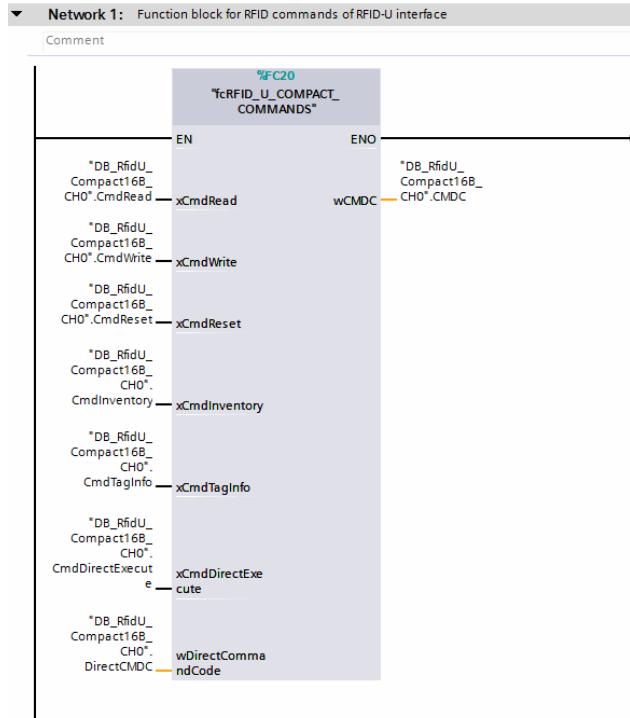 Network 1: Function block for RFID commands of RFID-U interface
Comment
%FC20
"fcRFID_U_COMPACT_
COMMANDS"
EN ENO
"DB_RfidU_
Compact16B_
CH0".CmdRead
xCmdRead
wCMDC
"DB_RfidU_
Compact16B_
CH0".CMDC
"DB_RfidU_
Compact16B_
CH0".CmdWrite
xCmdWrite
"DB_RfidU_
Compact16B_
CH0".CmdReset
xCmdReset
"DB_RfidU_
Compact16B_
CH0".
CmdInventory
xCmdInventory
"DB_RfidU_
Compact16B_
CH0".
CmdTagInfo
xCmdTagInfo
"DB_RfidU_
Compact16B_
CH0".
CmdDirectExecut
e
xCmdDirectExe
cute
"DB_RfidU_
Compact16B_
CH0".
DirectCMDC
wDirectComma
ndCode